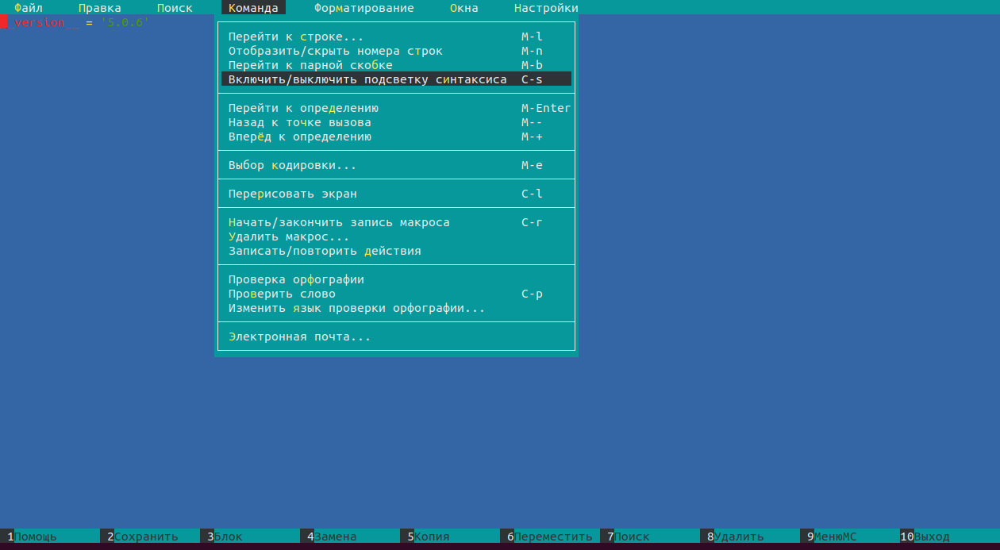 Файл Правка Поиск Команда Форматирование Окна Настройки
__version__ = '5.0.6'
Перейти к строке... M-l
Отобразить/скрыть номера строк M-n
Перейти к парной скобке M-b
Включить/выключить подсветку синтаксиса C-s
Перейти к определению M-Enter
Назад к точке вызова M--
Вперёд к определению M-+
Выбор кодировки... M-e
Перерисовать экран C-l
Начать/закончить запись макроса C-r
Удалить макрос...
Записать/повторить действия
Проверка орфографии
Проверить слово C-p
Изменить язык проверки орфографии...
Электронная почта...
1Помощь 2Сохранить 3Блок 4Замена 5Копия 6Переместить 7Поиск 8Удалить 9МенюMC 10Выход